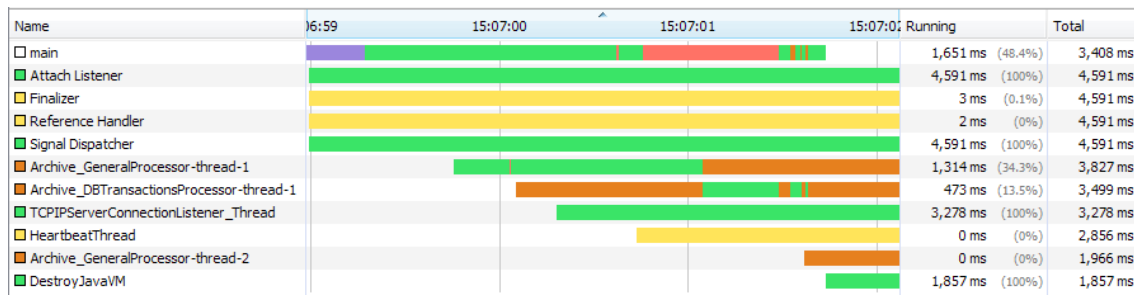 Name 06:59 15:07:00 15:07:01 15:07:02 Running Total
main 1,651 ms (48.4%) 3,408 ms
Attach Listener 4,591 ms (100%) 4,591 ms
Finalizer 3 ms (0.1%) 4,591 ms
Reference Handler 2 ms (0%) 4,591 ms
Signal Dispatcher 4,591 ms (100%) 4,591 ms
Archive_GeneralProcessor-thread-1 1,314 ms (34.3%) 3,827 ms
Archive_DBTransactionsProcessor-thread-1 473 ms (13.5%) 3,499 ms
TCPIPServerConnectionListener_Thread 3,278 ms (100%) 3,278 ms
HeartbeatThread 0 ms (0%) 2,856 ms
Archive_GeneralProcessor-thread-2 0 ms (0%) 1,966 ms
DestroyJavaVM 1,857 ms (100%) 1,857 ms